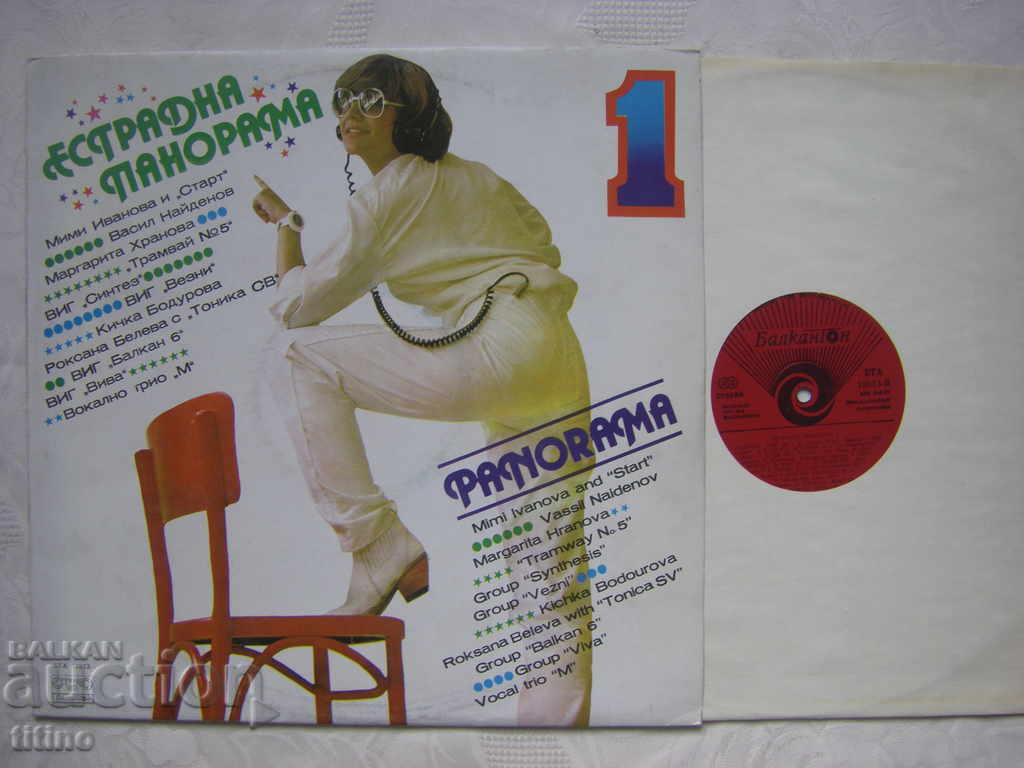 ЕСТРАДНА
ПАНОРАМА
1
Мими Иванова и „Старт“
Васил Найденов
Маргарита Хранова
„Трамвай №5“
ВИГ „Синтез“
ВИГ „Везни“
Кичка Бодурова
Роксана Белева с „Тоника СВ“
ВИГ „Балкан 6“
ВИГ „Вива“
Вокално трио „М“
PANORAMA
Mimi Ivanova and "Start"
Vassil Naidenov
Margarita Hranova
"Tramway No. 5"
Group "Synthesis"
Group "Vezni"
Kichka Bodourova
Roksana Beleva with "Tonica SV"
Group "Balkan 6"
Group "Viva"
Vocal trio "M"
Балкантон
ВТА
BALKAN
auction
titino